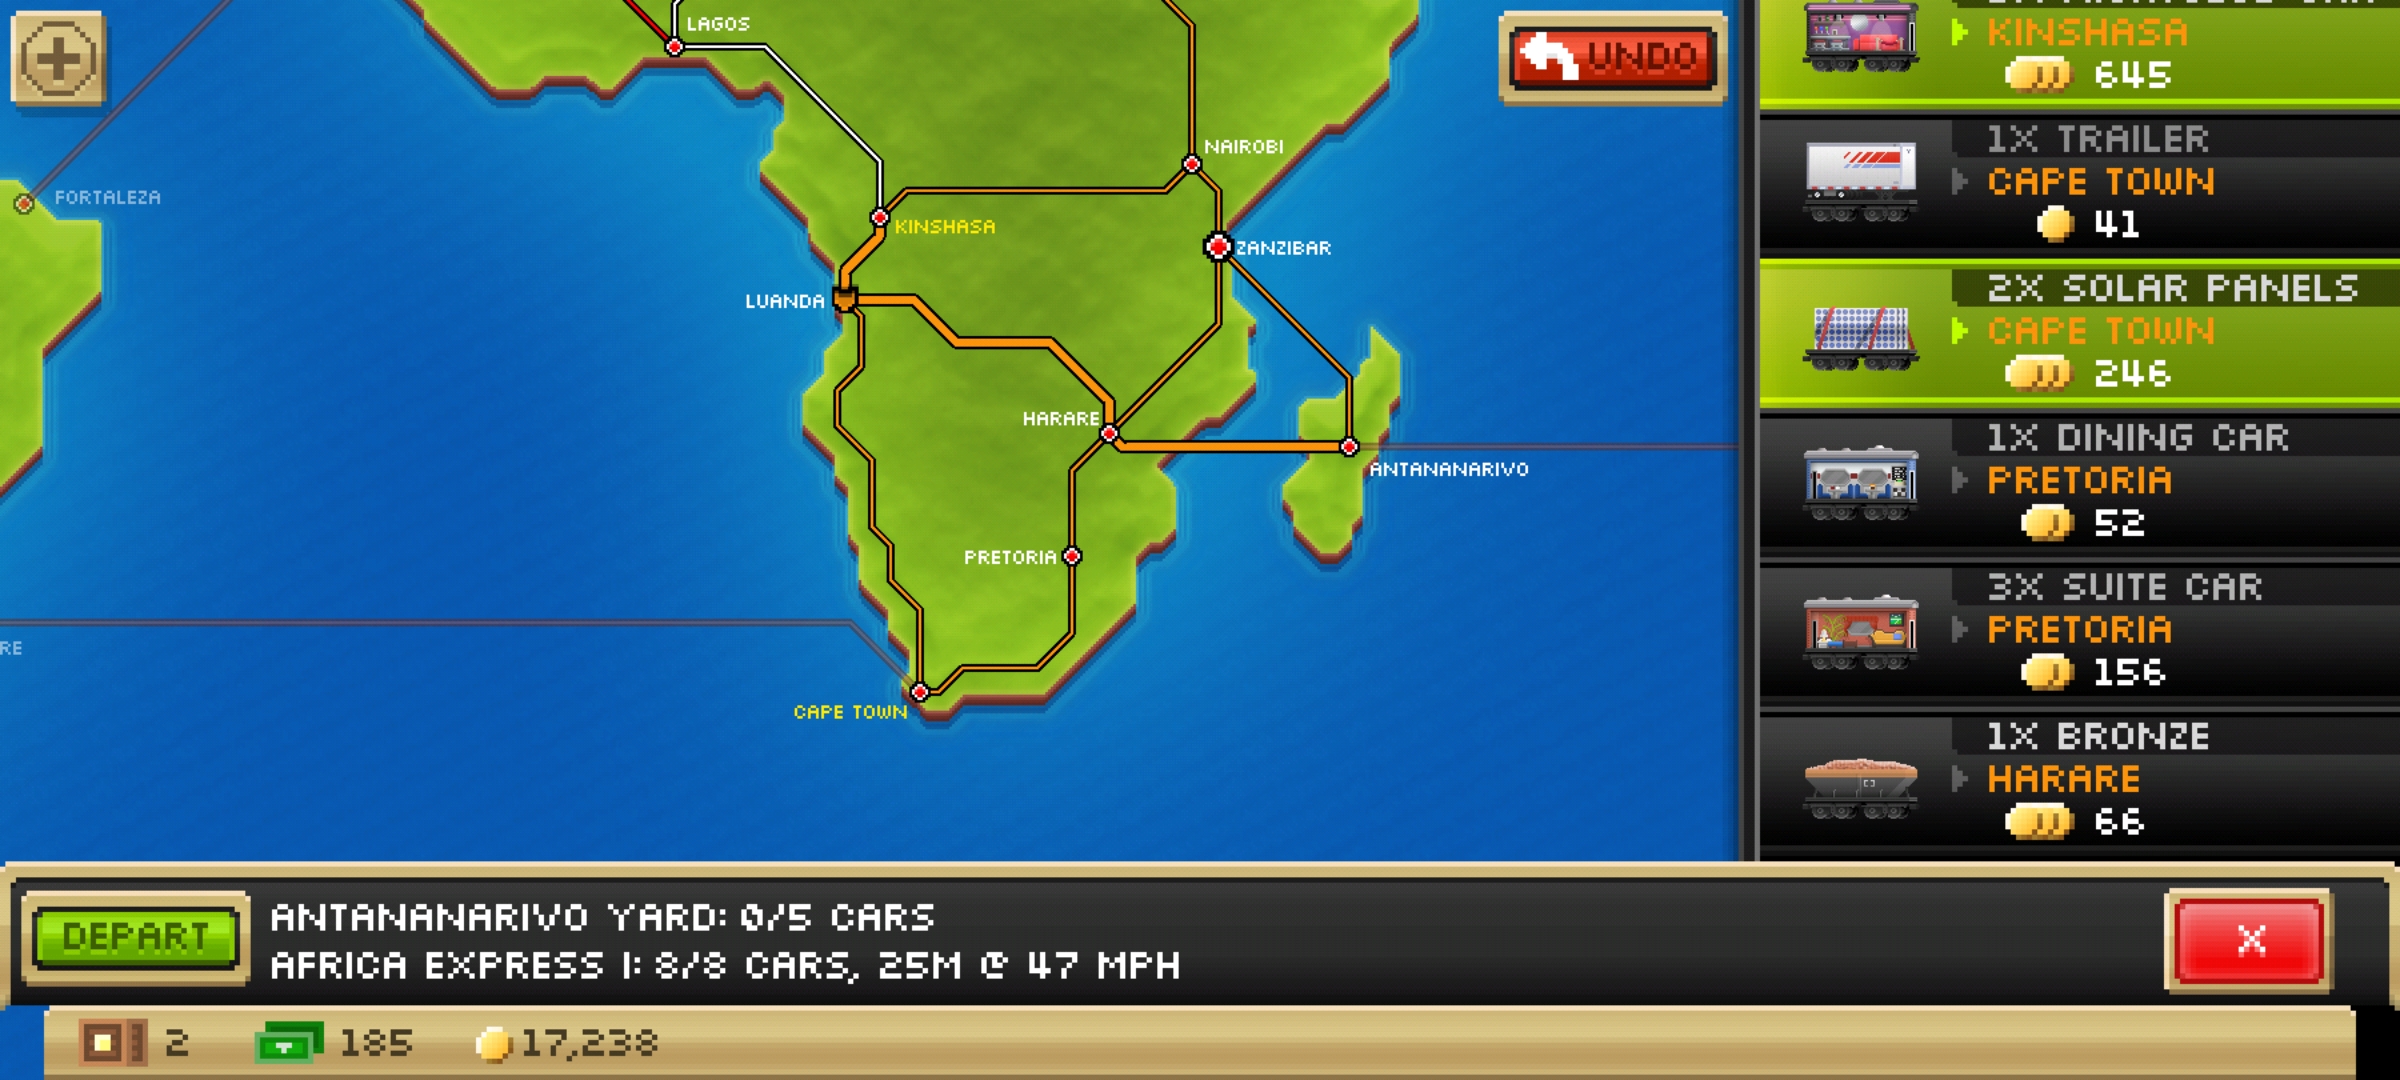 LAGOS
UNDO
KINSHASA
645
1X TRAILER
CAPE TOWN
41
NAIROBI
FORTALEZA
KINSHASA
ZANZIBAR
2X SOLAR PANELS
CAPE TOWN
246
LUANDA
HARARE
1X DINING CAR
PRETORIA
52
ANTANANARIVO
PRETORIA
3X SUITE CAR
PRETORIA
156
RE
CAPE TOWN
1X BRONZE
HARARE
66
DEPART
ANTANANARIVO YARD: 0/5 CARS
AFRICA EXPRESS I: 8/8 CARS, 25M @ 47 MPH
X
2
185
17,238